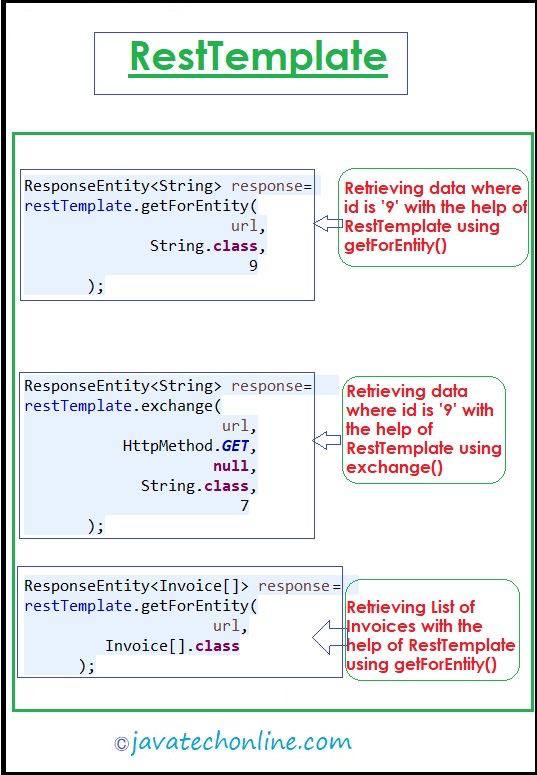 RestTemplate
ResponseEntity<String> response=
restTemplate.getForEntity(
url,
String.class,
9
);
Retrieving data where
id is '9' with the help of
RestTemplate using
getForEntity()
ResponseEntity<String> response=
restTemplate.exchange(
url,
HttpMethod.GET,
null,
String.class,
7
);
Retrieving data
where id is '9' with
the help of
RestTemplate using
exchange()
ResponseEntity<Invoice[]> response=
restTemplate.getForEntity(
url,
Invoice[].class
);
Retrieving List of
Invoices with the
help of RestTemplate
using getForEntity()
©javatechonline.com